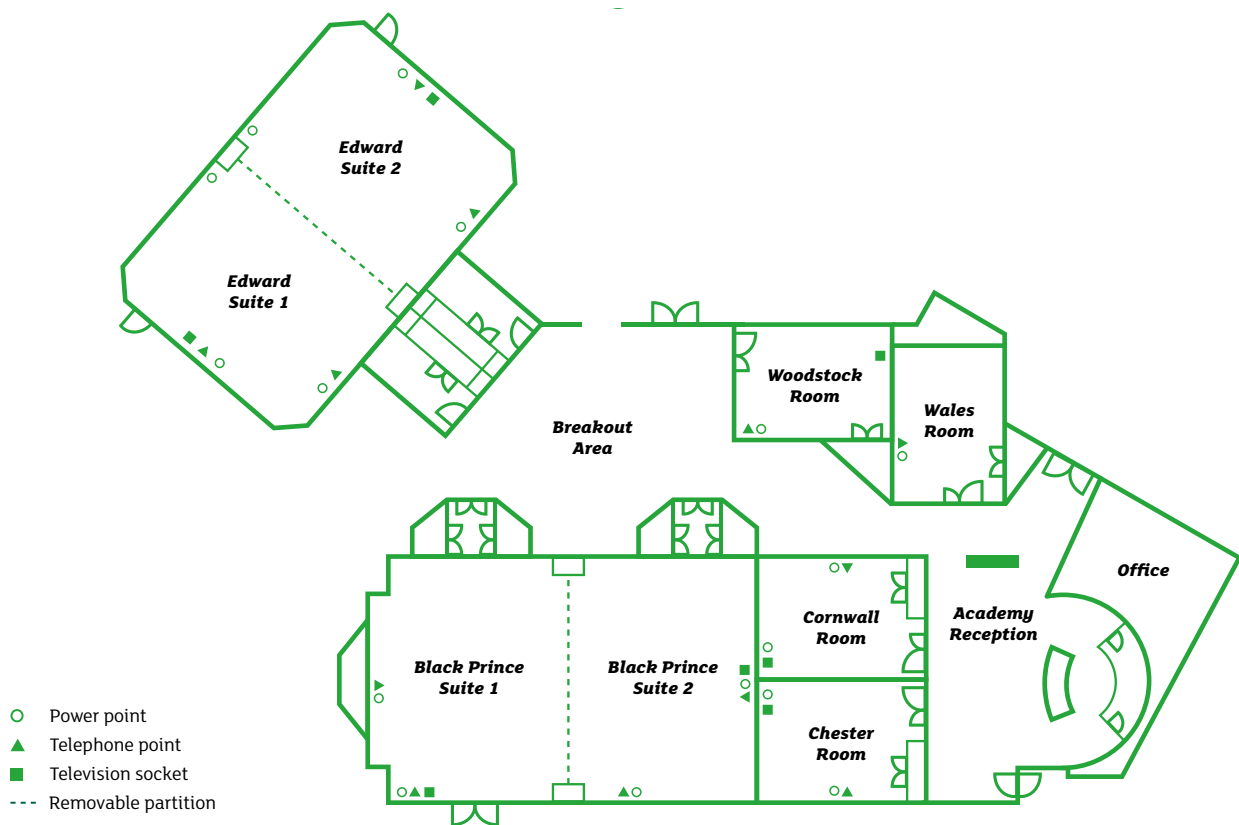 Edward
Suite 2
Edward
Suite 1
Woodstock
Room
Wales
Room
Breakout
Area
Office
Cornwall
Room
Academy
Reception
Black Prince
Suite 1
Black Prince
Suite 2
Chester
Room
Power point
Telephone point
Television socket
Removable partition